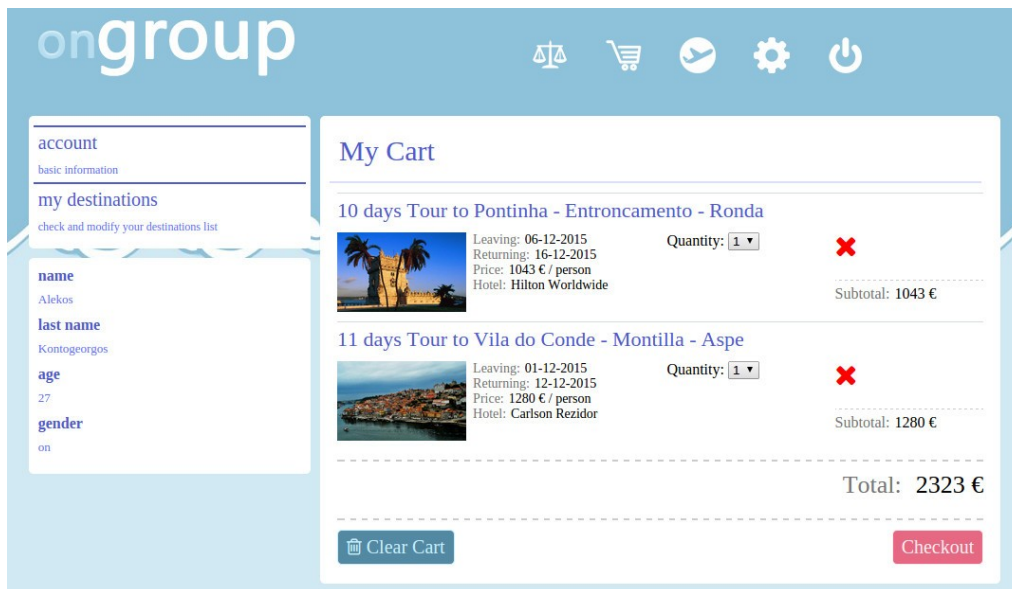 ongroup
account
basic information
my destinations
check and modify your destinations list
name
Alekos
last name
Kontogeorgos
age
27
gender
on
My Cart
10 days Tour to Pontinha - Entroncamento - Ronda
Leaving: 06-12-2015
Returning: 16-12-2015
Price: 1043 € / person
Hotel: Hilton Worldwide
Quantity: 1
Subtotal: 1043 €
11 days Tour to Vila do Conde - Montilla - Aspe
Leaving: 01-12-2015
Returning: 12-12-2015
Price: 1280 € / person
Hotel: Carlson Rezidor
Quantity: 1
Subtotal: 1280 €
Total: 2323 €
Clear Cart
Checkout